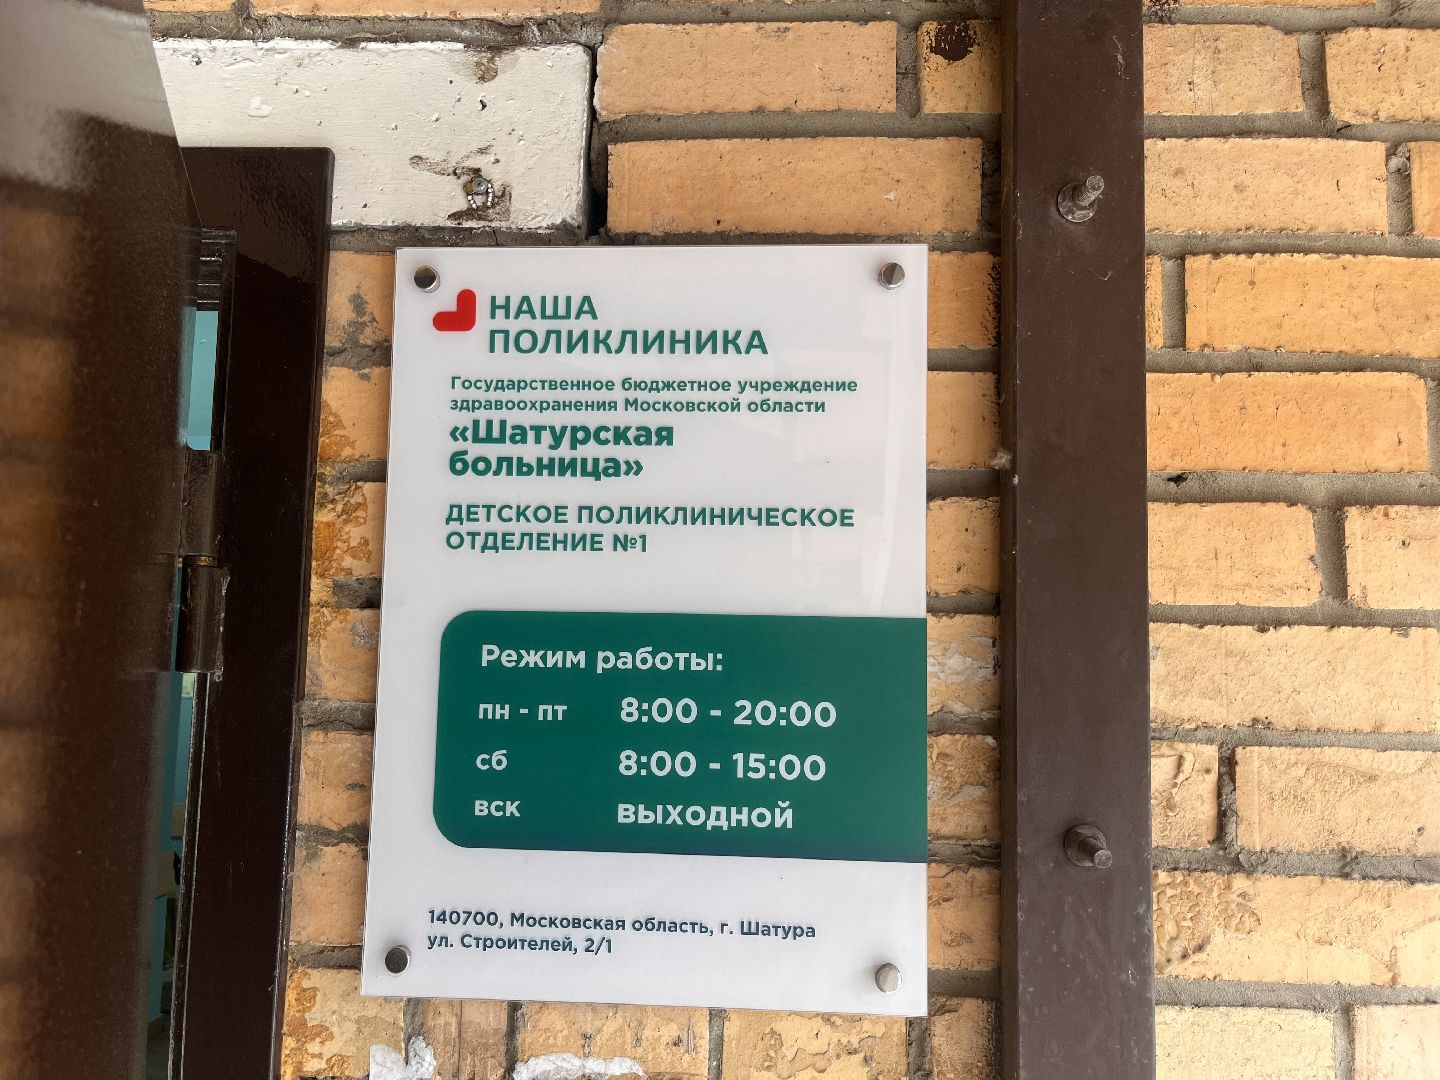 НАША
ПОЛИКЛИНИКА
Государственное бюджетное учреждение
здравоохранения Московской области
«Шатурская
больница»
ДЕТСКОЕ ПОЛИКЛИНИЧЕСКОЕ
ОТДЕЛЕНИЕ №1
Режим работы:
пн - пт 8:00 - 20:00
сб 8:00 - 15:00
вск выходной
140700, Московская область, г. Шатура
ул. Строителей, 2/1